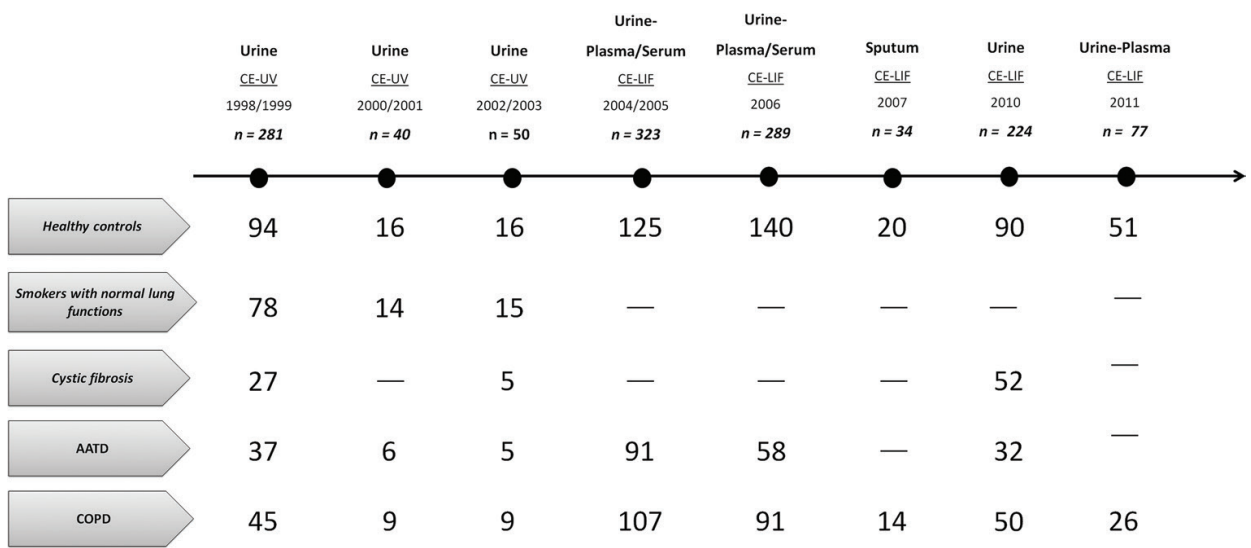 Urine- Urine-
Urine Urine Urine Plasma/Serum Plasma/Serum Sputum Urine Urine-Plasma
CE-UV CE-UV CE-UV CE-LIF CE-LIF CE-LIF CE-LIF CE-LIF
1998/1999 2000/2001 2002/2003 2004/2005 2006 2007 2010 2011
n = 281 n = 40 n = 50 n = 323 n = 289 n = 34 n = 224 n = 77
Healthy controls 94 16 16 125 140 20 90 51
Smokers with normal lung
functions 78 14 15 — — — — —
Cystic fibrosis 27 — 5 — — — 52 —
AATD 37 6 5 91 58 — 32 —
COPD 45 9 9 107 91 14 50 26